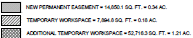 NEW PERMANENT EASEMENT = 14,650.1 SQ. FT. = 0.34 AC.
TEMPORARY WORKSPACE = 7,894.8 SQ. FT. = 0.18 AC.
ADDITIONAL TEMPORARY WORKSPACE = 52,716.3 SQ. FT. = 1.21 AC.